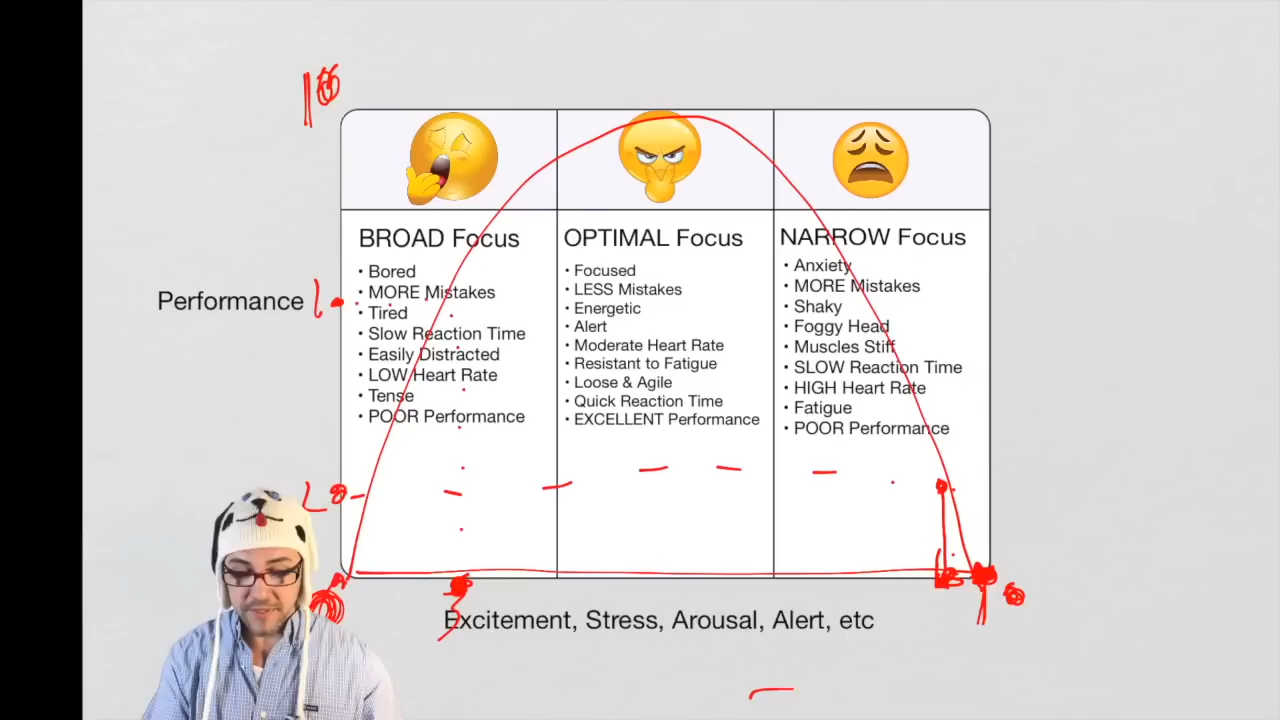 10
BROAD Focus
• Bored
• MORE Mistakes
• Tired
• Slow Reaction Time
• Easily Distracted
• LOW Heart Rate
• Tense
• POOR Performance
OPTIMAL Focus
• Focused
• LESS Mistakes
• Energetic
• Alert
• Moderate Heart Rate
• Resistant to Fatigue
• Loose & Agile
• Quick Reaction Time
• EXCELLENT Performance
NARROW Focus
• Anxiety
• MORE Mistakes
• Shaky
• Foggy Head
• Muscles Stiff
• SLOW Reaction Time
• HIGH Heart Rate
• Fatigue
• POOR Performance
Performance
Excitement, Stress, Arousal, Alert, etc